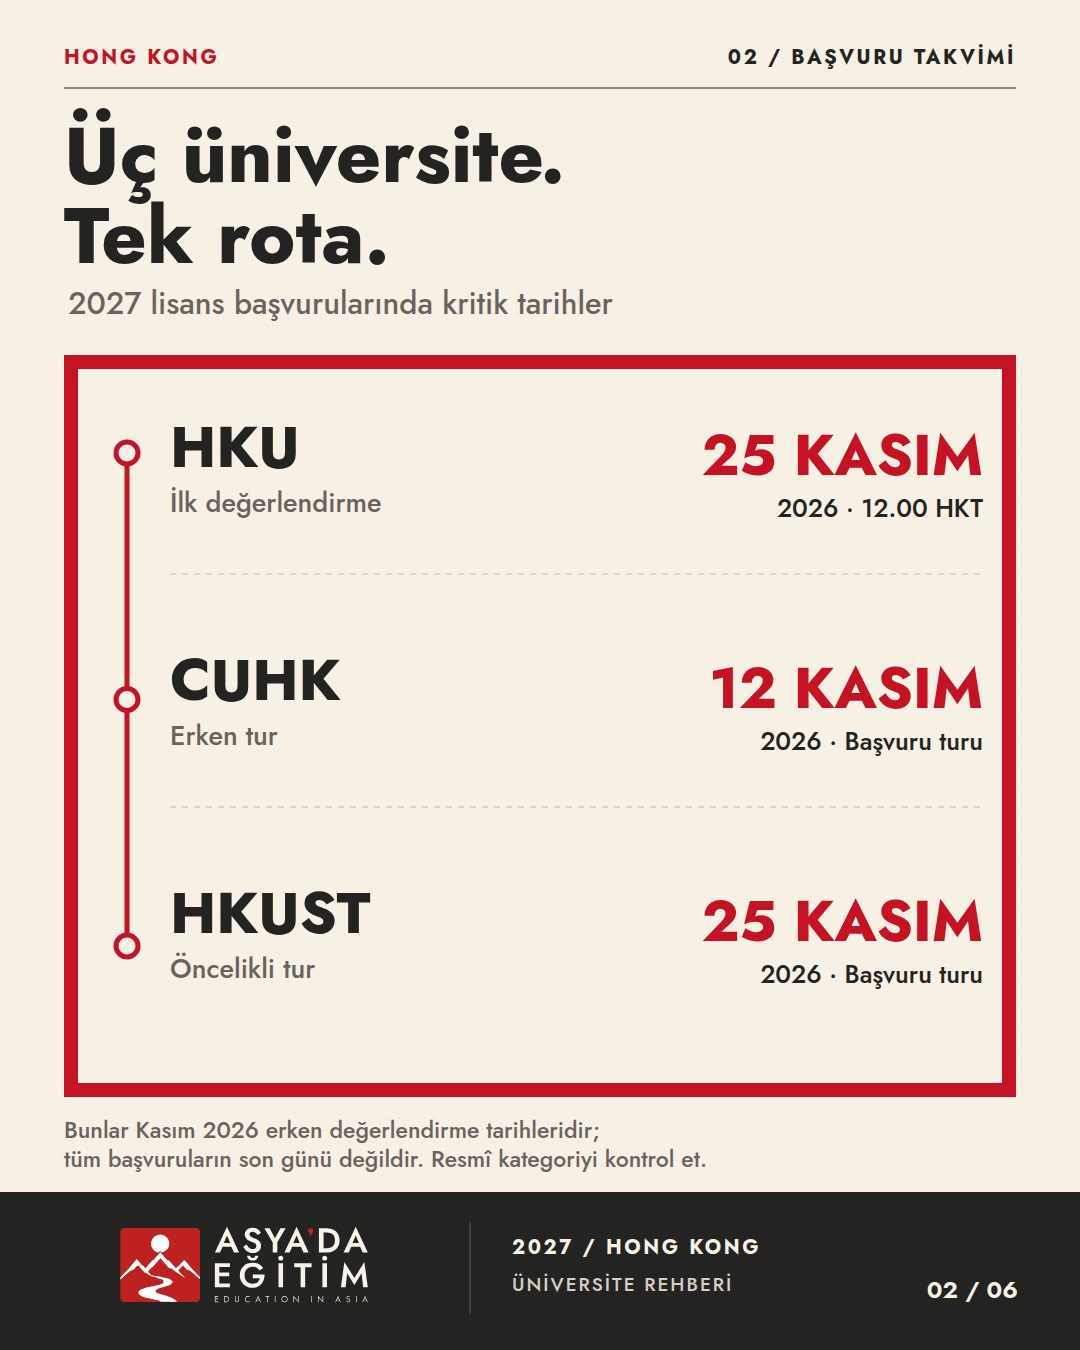 HONG KONG
02 / BAŞVURU TAKVİMİ
Üç üniversite.
Tek rota.
2027 lisans başvurularında kritik tarihler
HKU
İlk değerlendirme
25 KASIM
2026 · 12.00 HKT
CUHK
Erken tur
12 KASIM
2026 · Başvuru turu
HKUST
Öncelikli tur
25 KASIM
2026 · Başvuru turu
Bunlar Kasım 2026 erken değerlendirme tarihleridir;
tüm başvuruların son günü değildir. Resmî kategoriyi kontrol et.
ASYA'DA
EĞİTİM
EDUCATION IN ASIA
2027 / HONG KONG
ÜNİVERSİTE REHBERİ
02 / 06